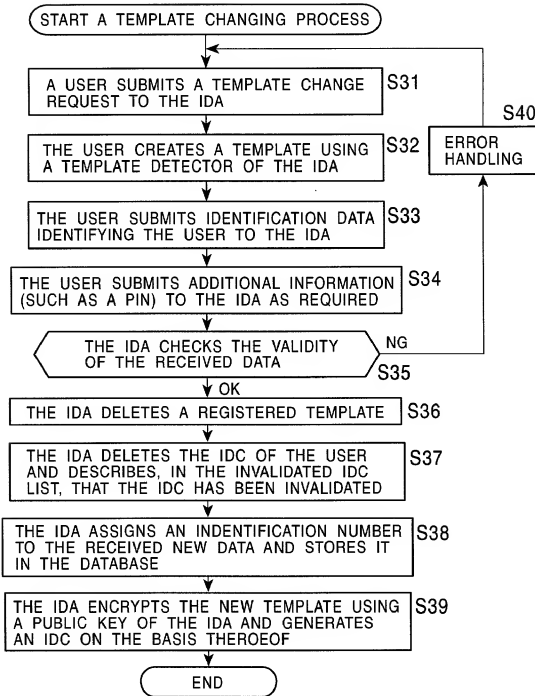 START A TEMPLATE CHANGING PROCESS
A USER SUBMITS A TEMPLATE CHANGE
REQUEST TO THE IDA
S31
THE USER CREATES A TEMPLATE USING
A TEMPLATE DETECTOR OF THE IDA
S32
S40
ERROR
HANDLING
THE USER SUBMITS IDENTIFICATION DATA
IDENTIFYING THE USER TO THE IDA
S33
THE USER SUBMITS ADDITIONAL INFORMATION
(SUCH AS A PIN) TO THE IDA AS REQUIRED
S34
THE IDA CHECKS THE VALIDITY
OF THE RECEIVED DATA
NG
S35
OK
THE IDA DELETES A REGISTERED TEMPLATE
S36
THE IDA DELETES THE IDC OF THE USER
AND DESCRIBES, IN THE INVALIDATED IDC
LIST, THAT THE IDC HAS BEEN INVALIDATED
S37
THE IDA ASSIGNS AN INDENTIFICATION NUMBER
TO THE RECEIVED NEW DATA AND STORES IT
IN THE DATABASE
S38
THE IDA ENCRYPTS THE NEW TEMPLATE USING
A PUBLIC KEY OF THE IDA AND GENERATES
AN IDC ON THE BASIS THEROEOF
S39
END